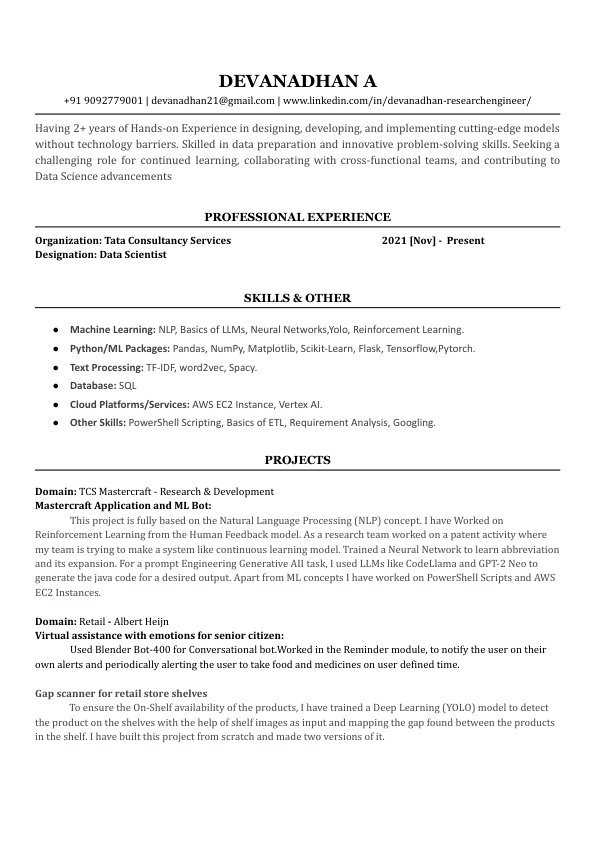 DEVANADHAN A
+91 9092779001 | devanadhan21@gmail.com | www.linkedin.com/in/devanadhan-researchengineer/
Having 2+ years of Hands-on Experience in designing, developing, and implementing cutting-edge models
without technology barriers. Skilled in data preparation and innovative problem-solving skills. Seeking a
challenging role for continued learning, collaborating with cross-functional teams, and contributing to
Data Science advancements
PROFESSIONAL EXPERIENCE
Organization: Tata Consultancy Services 2021 [Nov] - Present
Designation: Data Scientist
SKILLS & OTHER
● Machine Learning: NLP, Basics of LLMs, Neural Networks,Yolo, Reinforcement Learning.
● Python/ML Packages: Pandas, NumPy, Matplotlib, Scikit-Learn, Flask, Tensorflow,Pytorch.
● Text Processing: TF-IDF, word2vec, Spacy.
● Database: SQL
● Cloud Platforms/Services: AWS EC2 Instance, Vertex AI.
● Other Skills: PowerShell Scripting, Basics of ETL, Requirement Analysis, Googling.
PROJECTS
Domain: TCS Mastercraft - Research & Development
Mastercraft Application and ML Bot:
This project is fully based on the Natural Language Processing (NLP) concept. I have Worked on
Reinforcement Learning from the Human Feedback model. As a research team worked on a patent activity where
my team is trying to make a system like continuous learning model. Trained a Neural Network to learn abbreviation
and its expansion. For a prompt Engineering Generative AII task, I used LLMs like CodeLlama and GPT-2 Neo to
generate the java code for a desired output. Apart from ML concepts I have worked on PowerShell Scripts and AWS
EC2 Instances.
Domain: Retail - Albert Heijn
Virtual assistance with emotions for senior citizen:
Used Blender Bot-400 for Conversational bot.Worked in the Reminder module, to notify the user on their
own alerts and periodically alerting the user to take food and medicines on user defined time.
Gap scanner for retail store shelves
To ensure the On-Shelf availability of the products, I have trained a Deep Learning (YOLO) model to detect
the product on the shelves with the help of shelf images as input and mapping the gap found between the products
in the shelf. I have built this project from scratch and made two versions of it.